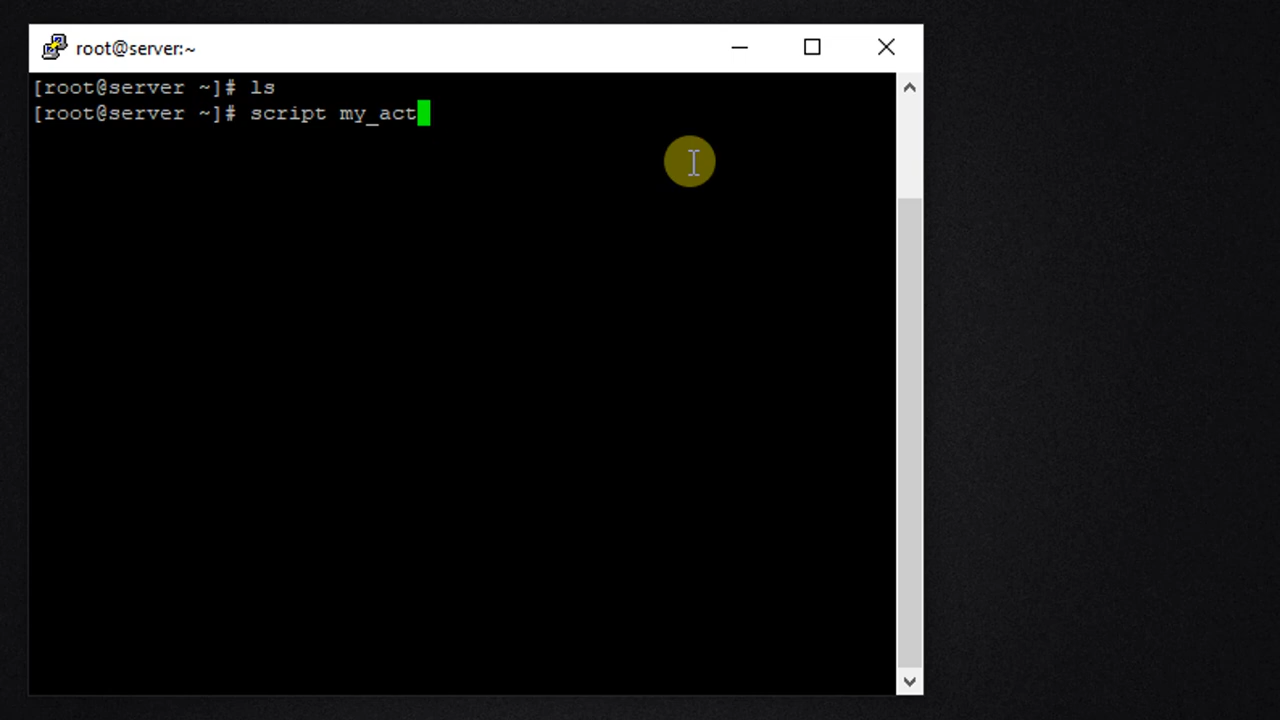 root@server:~
[root@server ~]# ls
[root@server ~]# script my_act